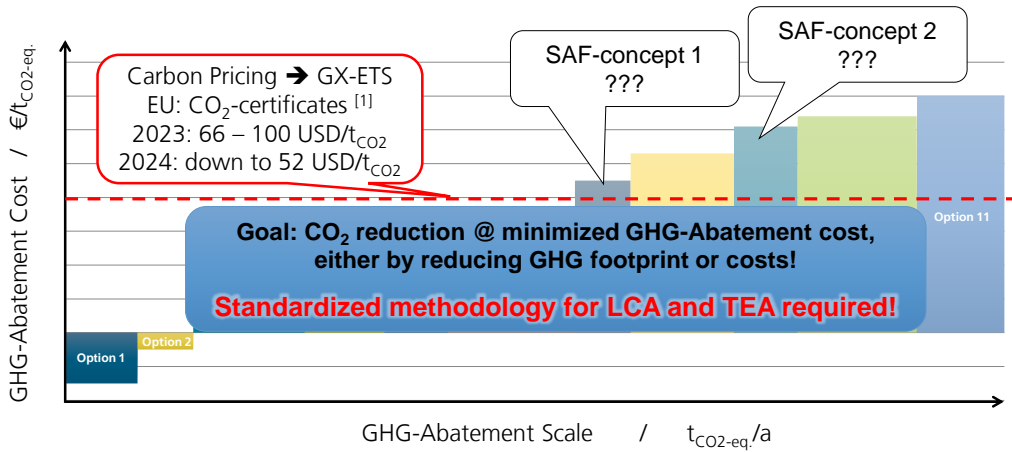 GHG-Abatement Cost / €/tCO2-eq.
Carbon Pricing ➔ GX-ETS
EU: CO2-certificates [1]
2023: 66 – 100 USD/tCO2
2024: down to 52 USD/tCO2
SAF-concept 1
???
SAF-concept 2
???
Option 11
Goal: CO2 reduction @ minimized GHG-Abatement cost,
either by reducing GHG footprint or costs!
Standardized methodology for LCA and TEA required!
Option 1
Option 2
GHG-Abatement Scale / tCO2-eq./a